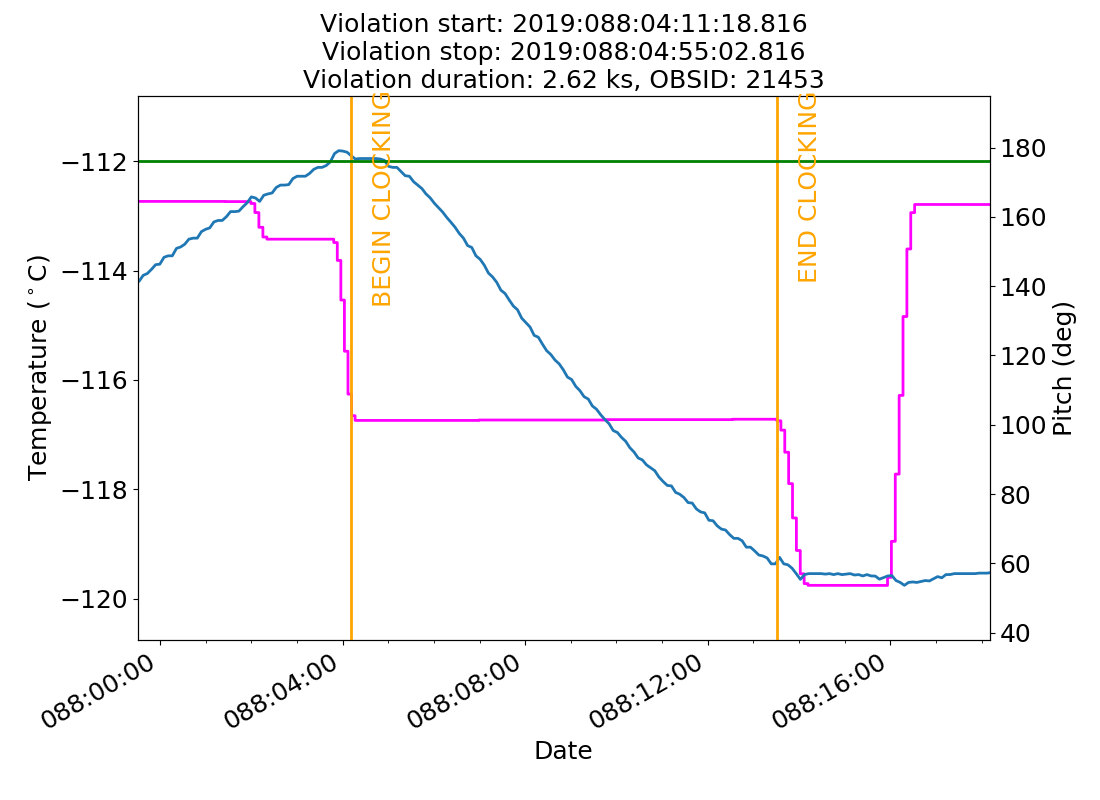 Violation start: 2019:088:04:11:18.816
Violation stop: 2019:088:04:55:02.816
Violation duration: 2.62 ks, OBSID: 21453
BEGIN CLOCKING
END CLOCKING
−112
−114
−116
−118
−120
Temperature (°C)
180
160
140
120
100
80
60
40
Pitch (deg)
088:00:00
088:04:00
088:08:00
088:12:00
088:16:00
Date